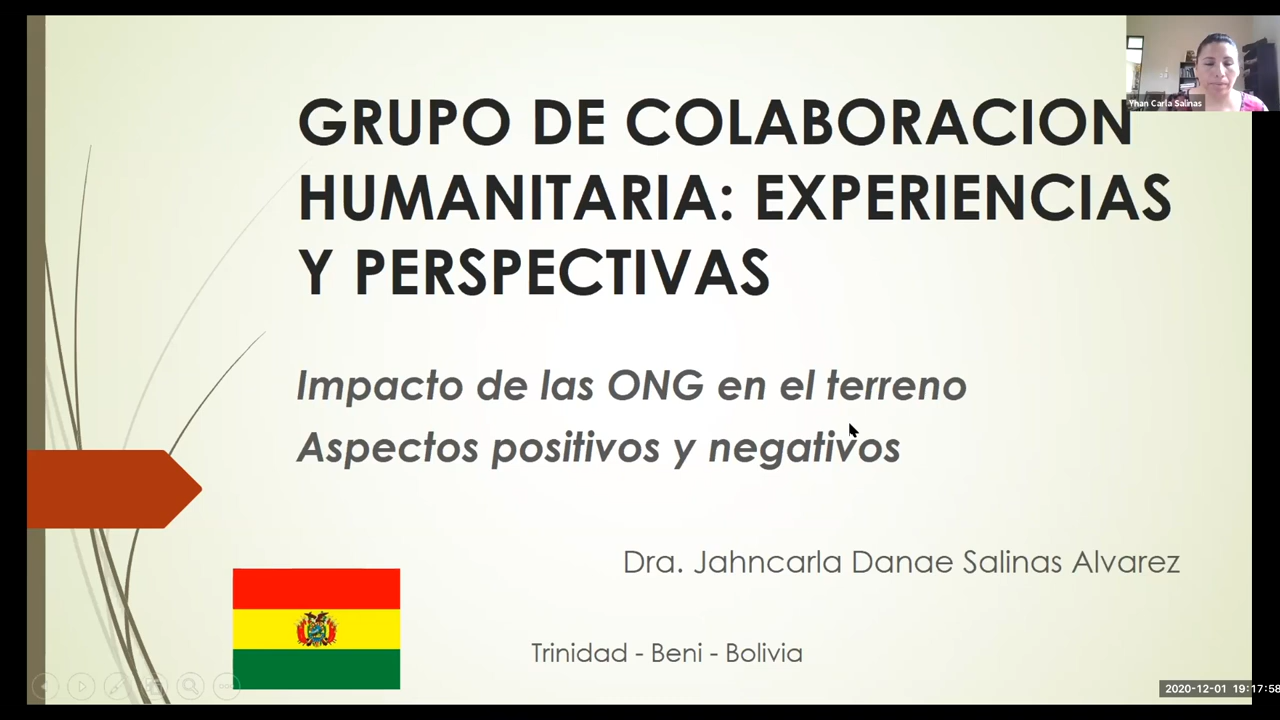 Yhan Carla Salinas
GRUPO DE COLABORACION
HUMANITARIA: EXPERIENCIAS
Y PERSPECTIVAS
Impacto de las ONG en el terreno
Aspectos positivos y negativos
Dra. Jahncarla Danae Salinas Alvarez
Trinidad - Beni - Bolivia
2020-12-01 19:17:58